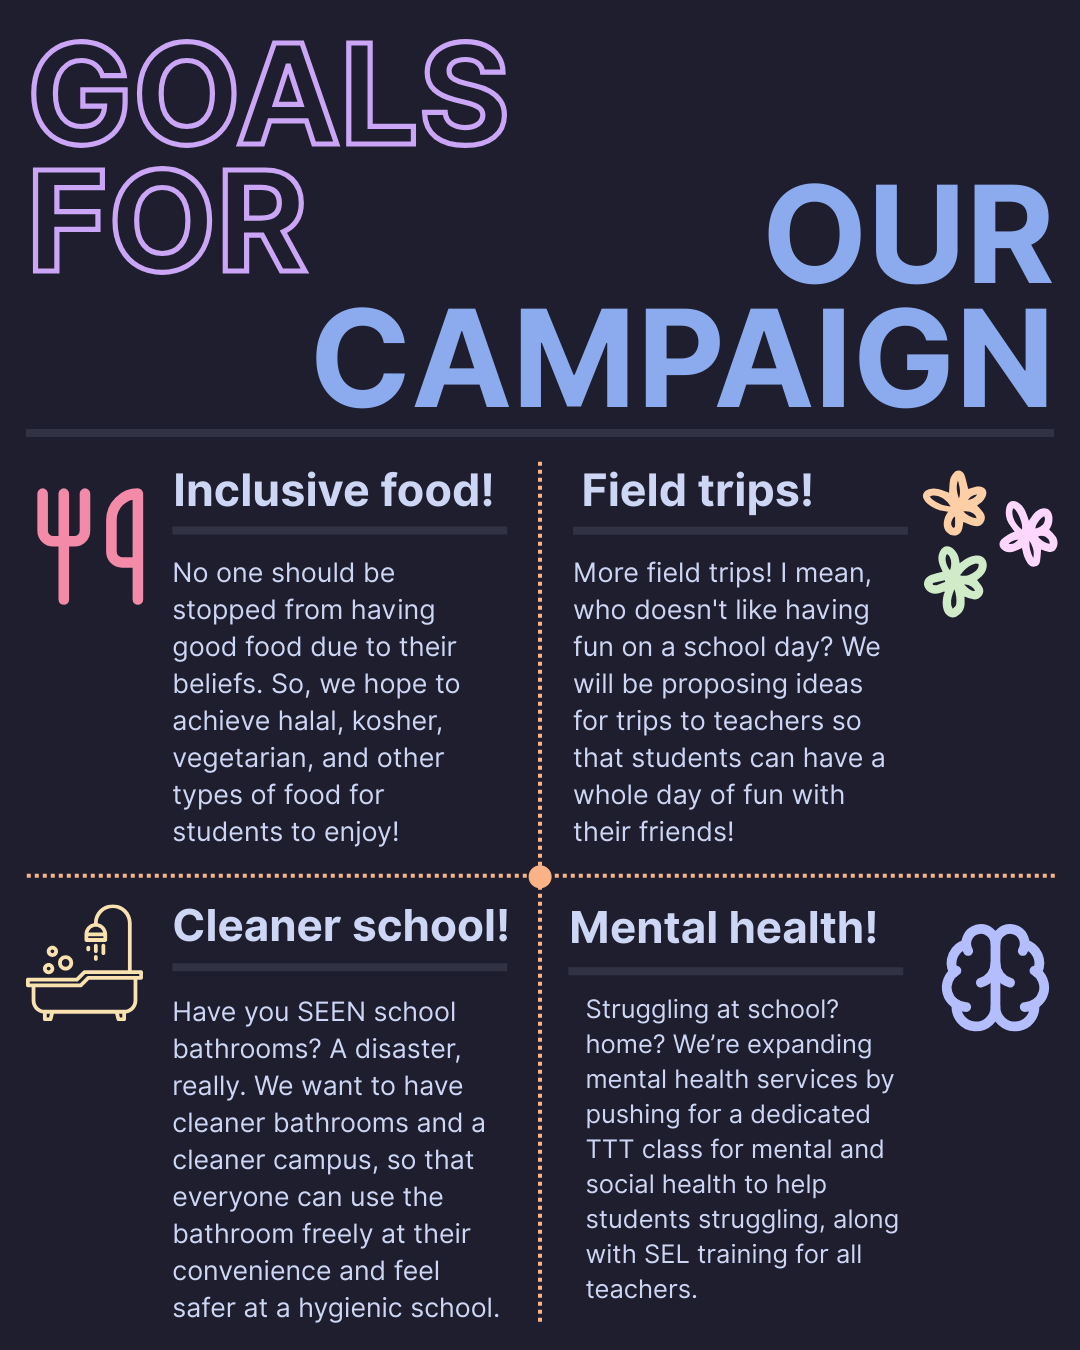 GOALS
FOR
OUR
CAMPAIGN
Inclusive food!
No one should be
stopped from having
good food due to their
beliefs. So, we hope to
achieve halal, kosher,
vegetarian, and other
types of food for
students to enjoy!
Field trips!
More field trips! I mean,
who doesn't like having
fun on a school day? We
will be proposing ideas
for trips to teachers so
that students can have a
whole day of fun with
their friends!
Cleaner school!
Have you SEEN school
bathrooms? A disaster,
really. We want to have
cleaner bathrooms and a
cleaner campus, so that
everyone can use the
bathroom freely at their
convenience and feel
safer at a hygienic school.
Mental health!
Struggling at school?
home? We’re expanding
mental health services by
pushing for a dedicated
TTT class for mental and
social health to help
students struggling, along
with SEL training for all
teachers.